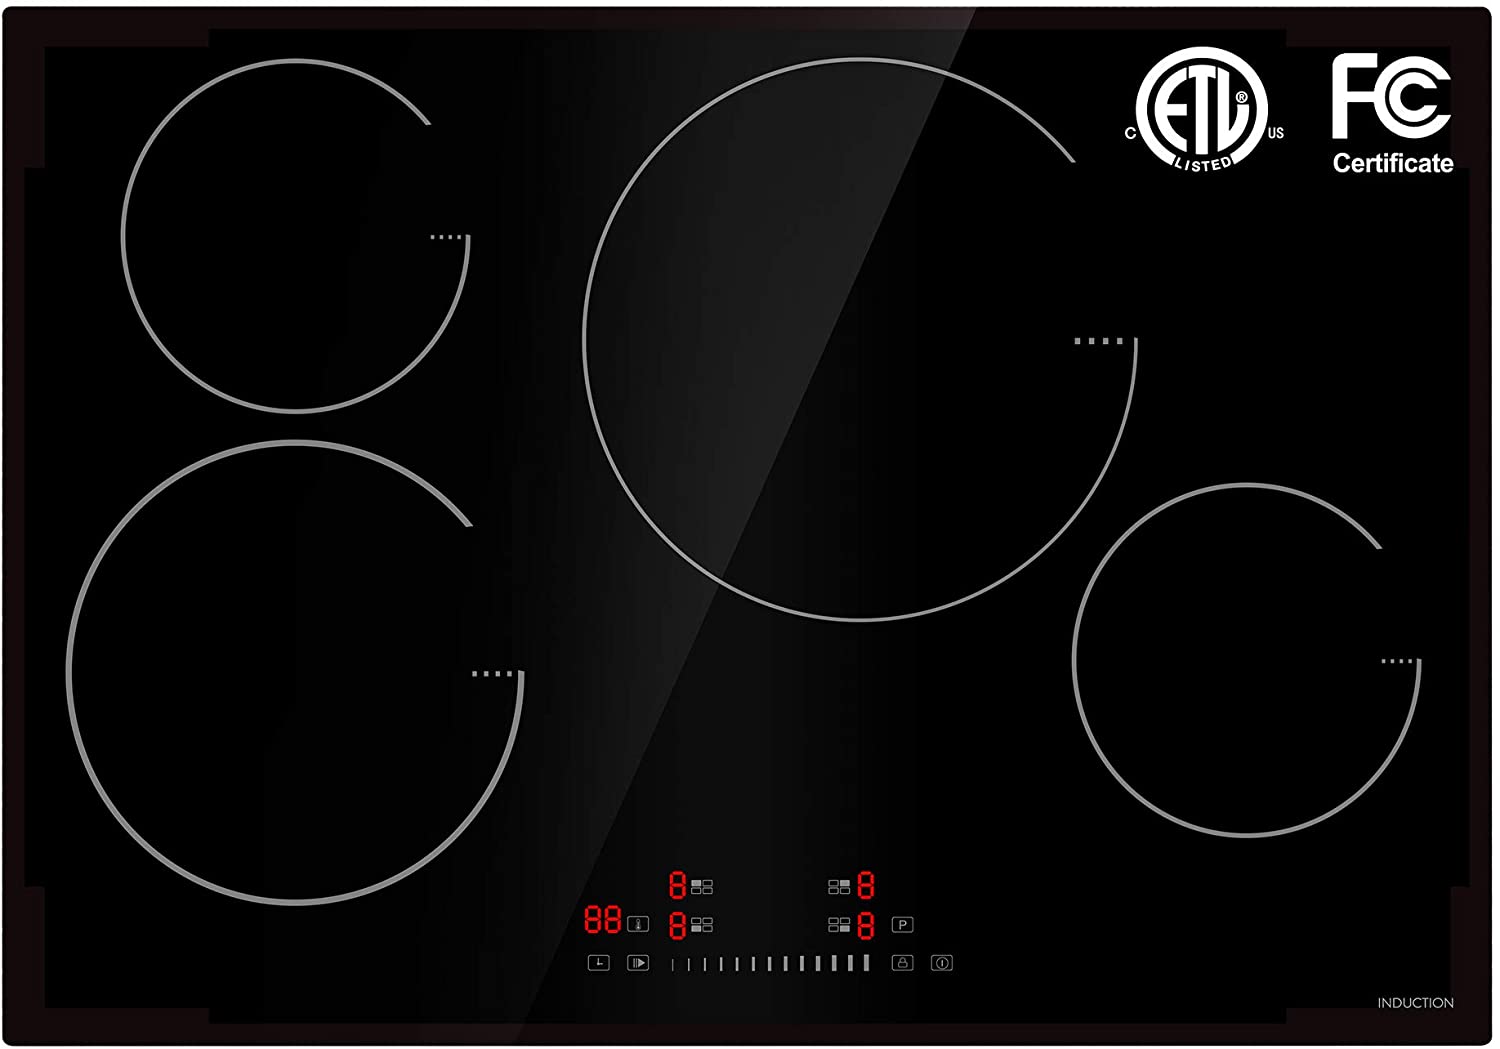 C ETL ® US
LISTED
FC
Certificate
8 8
88 8 8 P
INDUCTION